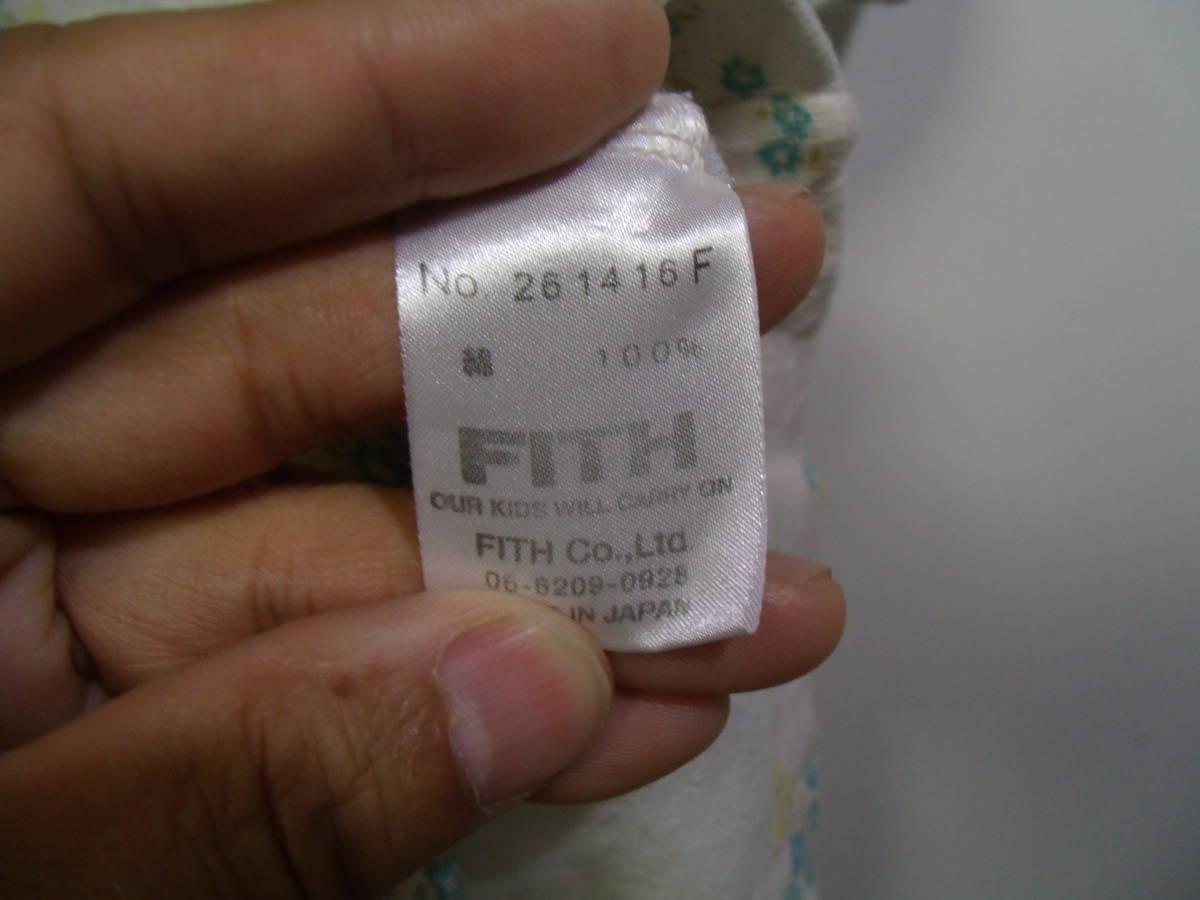 No. 261416F
綿 100%
FITH
OUR KIDS WILL CARRY ON
FITH Co.,Ltd.
06-6209-0928
IN JAPAN